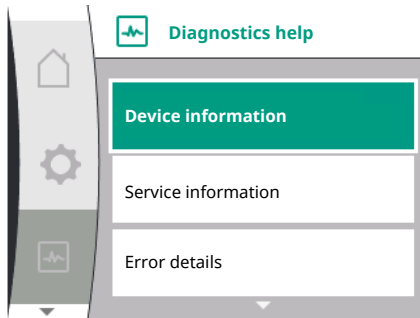 Diagnostics help
Device information
Service information
Error details